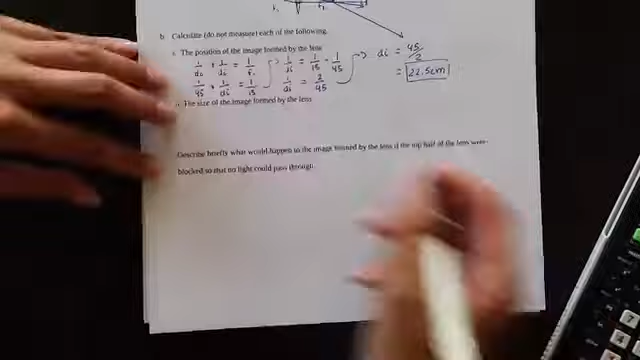 F₂
b Calculate (do not measure) each of the following.
i. The position of the image formed by the lens
1/do + 1/di = 1/f → 1/di = 1/15 - 1/45 → di = 45/2
1/45 + 1/di = 1/15 1/di = 2/45 = 22.5cm
ii. The size of the image formed by the lens
Describe briefly what would happen to the image formed by the lens if the top half of the lens were
blocked so that no light could pass through.
7
4